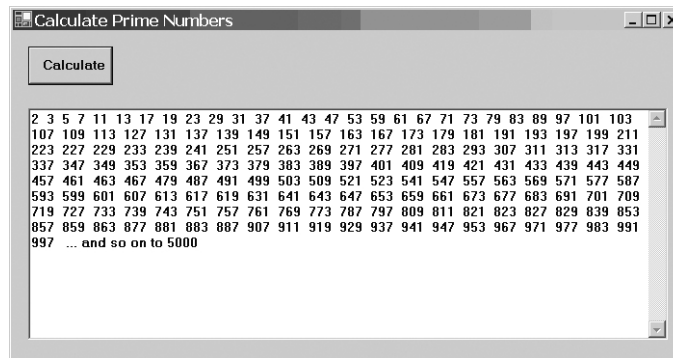 Calculate Prime Numbers
Calculate
2 3 5 7 11 13 17 19 23 29 31 37 41 43 47 53 59 61 67 71 73 79 83 89 97 101 103
107 109 113 127 131 137 139 149 151 157 163 167 173 179 181 191 193 197 199 211
223 227 229 233 239 241 251 257 263 269 271 277 281 283 293 307 311 313 317 331
337 347 349 353 359 367 373 379 383 389 397 401 409 419 421 431 433 439 443 449
457 461 463 467 479 487 491 499 503 509 521 523 541 547 557 563 569 571 577 587
593 599 601 607 613 617 619 631 641 643 647 653 659 661 673 677 683 691 701 709
719 727 733 739 743 751 757 761 769 773 787 797 809 811 821 823 827 829 839 853
857 859 863 877 881 883 887 907 911 919 929 937 941 947 953 967 971 977 983 991
997 ... and so on to 5000